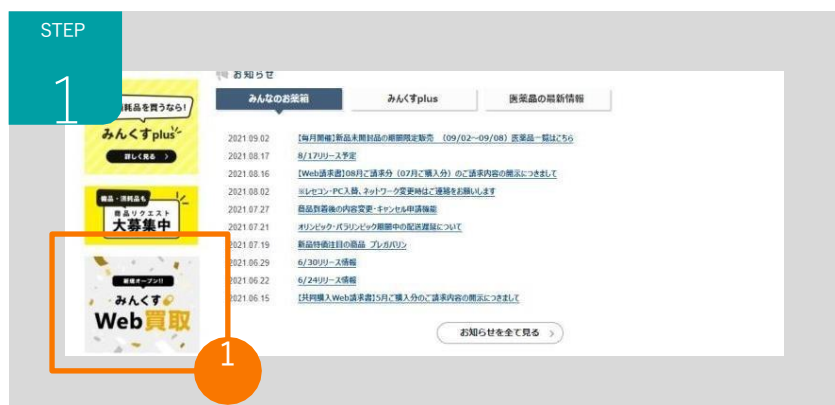 STEP
1
お知らせ
みんなのお薬箱
みんくすplus
医薬品の最新情報
耗品を買うなら!
みんくすplus
詳しく見る
備品・消耗品も
商品リクエスト
大募集中
新規オープン!!
みんくす
Web買取
2021.09.02 【毎月開催】新品未開封品の期間限定販売 (09/02～09/08) 医薬品一覧はこちら
2021.08.17 8/17リリース予定
2021.08.16 【Web請求書】08月ご請求分 (07月ご購入分) のご請求内容の開示につきまして
2021.08.02 ※レセコン・PC入替、ネットワーク変更時はご連絡をお願いします
2021.07.27 商品到着後の内容変更・キャンセル申請機能
2021.07.21 オリンピック・パラリンピック期間中の配送遅延について
2021.07.19 新品特価注目の商品 プレガバリン
2021.06.29 6/30リリース情報
2021.06.22 6/24リリース情報
2021.06.15 【共同購入Web請求書】5月ご購入分のご請求内容の開示につきまして
お知らせを全て見る
1